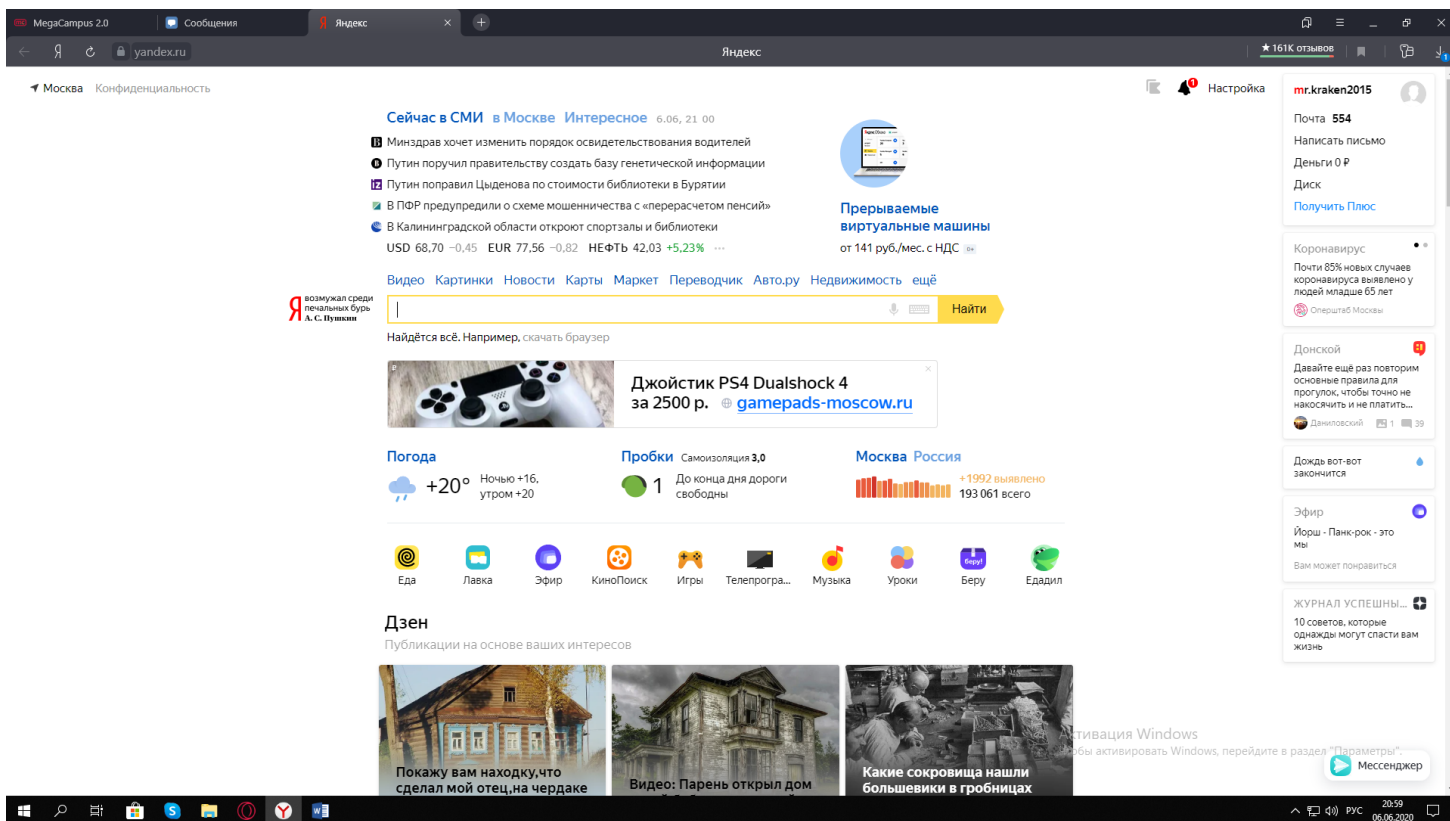 MegaCampus 2.0
Сообщения
Яндекс
yandex.ru
Яндекс
★ 161К отзывов
1
Москва Конфиденциальность
1
Настройка
Сейчас в СМИ в Москве Интересное 6.06, 21 00
Минздрав хочет изменить порядок освидетельствования водителей
Путин поручил правительству создать базу генетической информации
Путин поправил Цыденова по стоимости библиотеки в Бурятии
В ПФР предупредили о схеме мошенничества с «перерасчетом пенсий»
В Калининградской области откроют спортзалы и библиотеки
USD 68,70 −0,45 EUR 77,56 −0,82 НЕФТЬ 42,03 +5,23% ···
Прерываемые
виртуальные машины
от 141 руб./мес. с НДС 0+
Видео Картинки Новости Карты Маркет Переводчик Авто.ру Недвижимость ещё
Я возмужал среди
печальных бурь
А. С. Пушкин
Найти
Найдётся всё. Например, скачать браузер
Джойстик PS4 Dualshock 4
за 2500 р. gamepads-moscow.ru
Погода
+20° Ночью +16,
утром +20
Пробки Самоизоляция 3,0
1 До конца дня дороги
свободны
Москва Россия
+1992 выявлено
193 061 всего
Еда
Лавка
Эфир
КиноПоиск
Игры
Телепрогра...
Музыка
Уроки
беру!
Беру
Едадил
Дзен
Публикации на основе ваших интересов
Покажу вам находку,что
сделал мой отец,на чердаке
Видео: Парень открыл дом
Какие сокровища нашли
большевики в гробницах
mr.kraken2015
Почта 554
Написать письмо
Деньги 0 ₽
Диск
Получить Плюс
Коронавирус
Почти 85% новых случаев
коронавируса выявлено у
людей младше 65 лет
Оперштаб Москвы
Донской
Давайте ещё раз повторим
основные правила для
прогулок, чтобы точно не
накосячить и не платить...
Даниловский 1 39
Дождь вот-вот
закончится
Эфир
Йорш - Панк-рок - это
мы
Вам может понравиться
ЖУРНАЛ УСПЕШНЫ...
10 советов, которые
однажды могут спасти вам
жизнь
тивация Windows
обы активировать Windows, перейдите в раздел "Параметры".
Мессенджер
РУС
20:59
06.06.2020